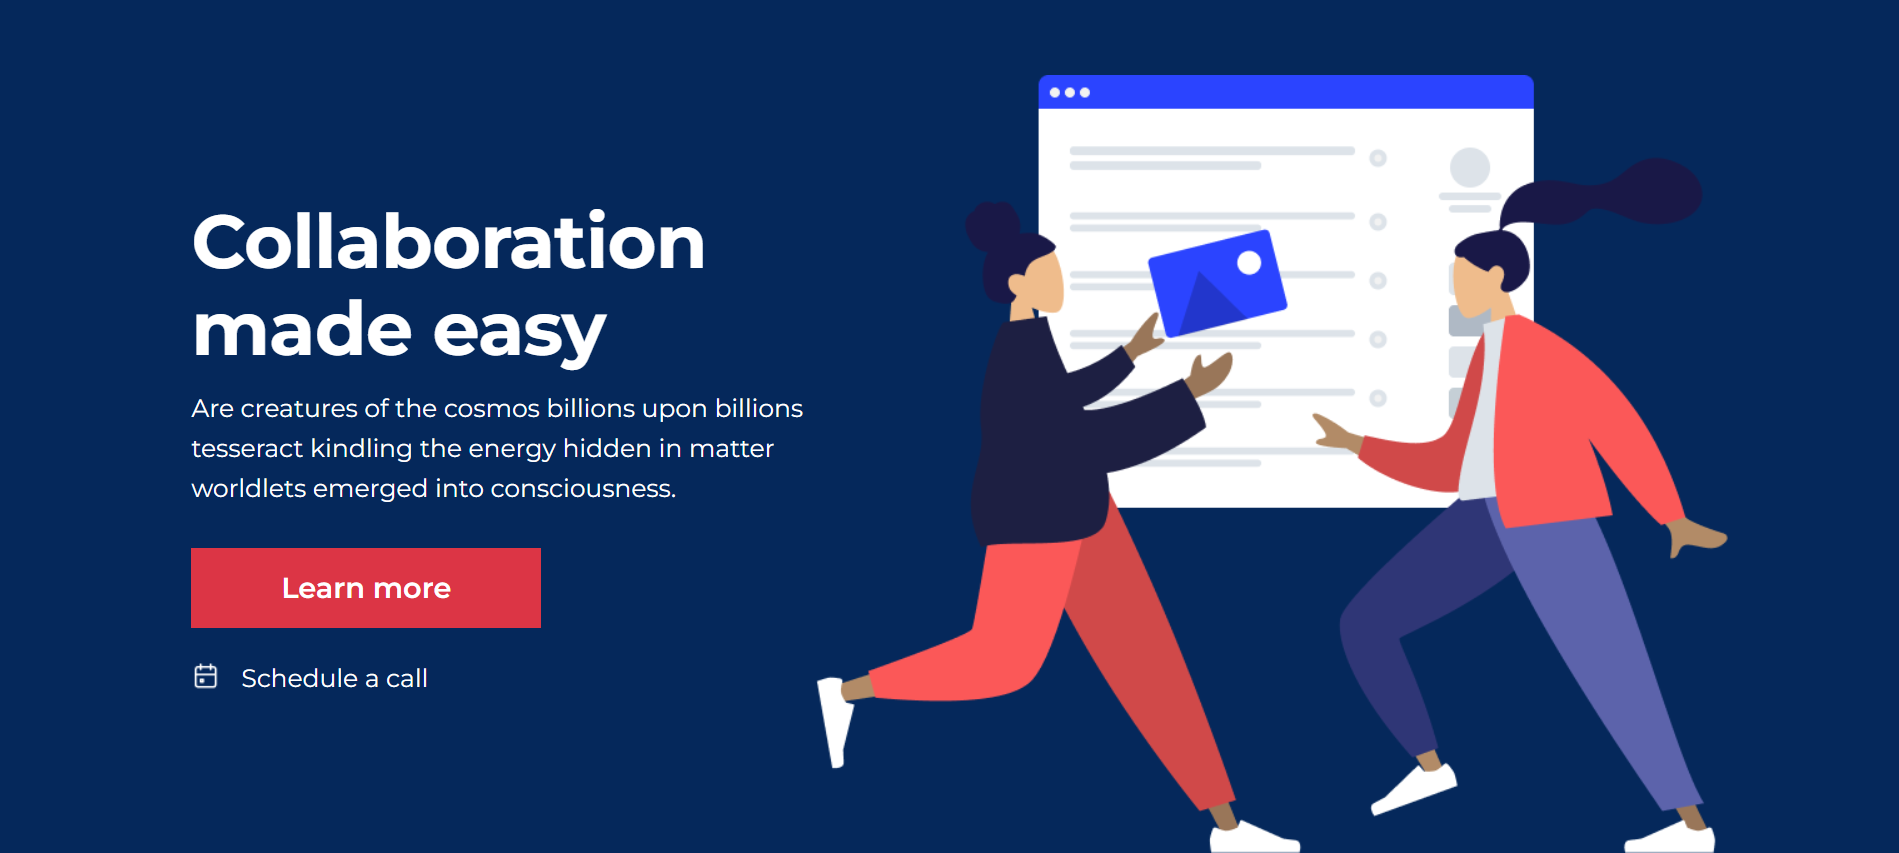 Collaboration
made easy
Are creatures of the cosmos billions upon billions
tesseract kindling the energy hidden in matter
worldlets emerged into consciousness.
Learn more
Schedule a call